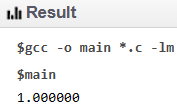 Result
$gcc -o main *.c -lm
$main
1.000000